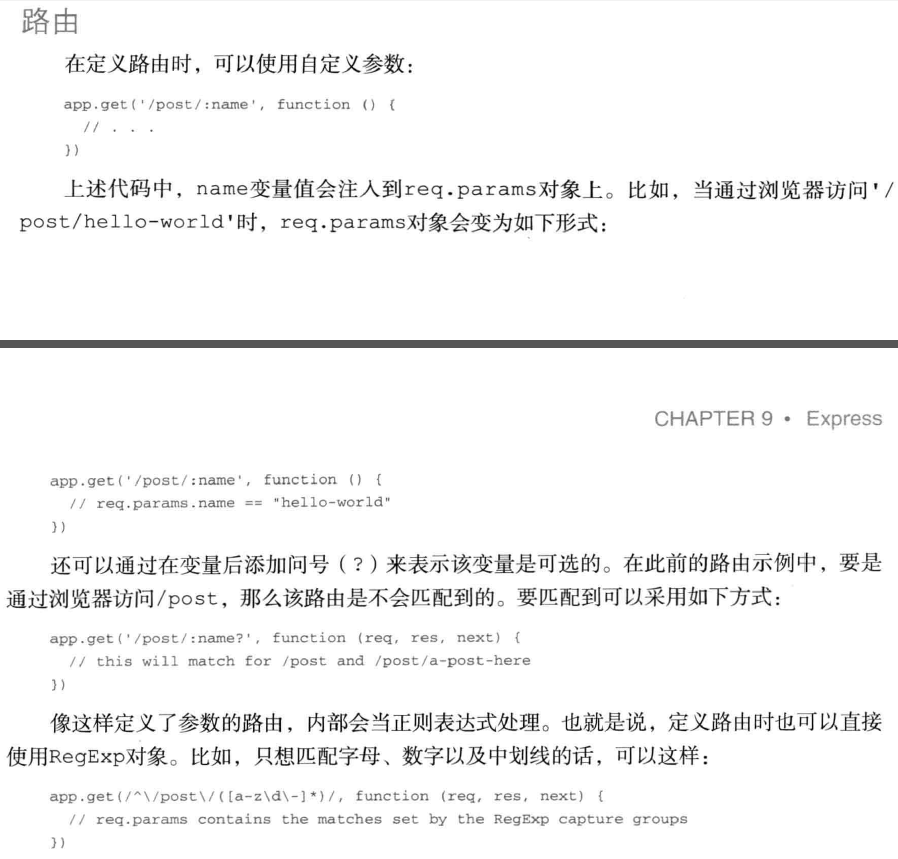 路由
在定义路由时，可以使用自定义参数：
app.get('/post/:name', function () {
// . . .
})
上述代码中，name变量值会注入到req.params对象上。比如，当通过浏览器访问'/
post/hello-world'时，req.params对象会变为如下形式：
CHAPTER 9 • Express
app.get('/post/:name', function () {
// req.params.name == "hello-world"
})
还可以通过在变量后添加问号（?）来表示该变量是可选的。在此前的路由示例中，要是
通过浏览器访问/post，那么该路由是不会匹配到的。要匹配到可以采用如下方式：
app.get('/post/:name?', function (req, res, next) {
// this will match for /post and /post/a-post-here
})
像这样定义了参数的路由，内部会当正则表达式处理。也就是说，定义路由时也可以直接
使用RegExp对象。比如，只想匹配字母、数字以及中划线的话，可以这样：
app.get(/^\/post\/([a-z\d\-]*)/, function (req, res, next) {
// req.params contains the matches set by the RegExp capture groups
})